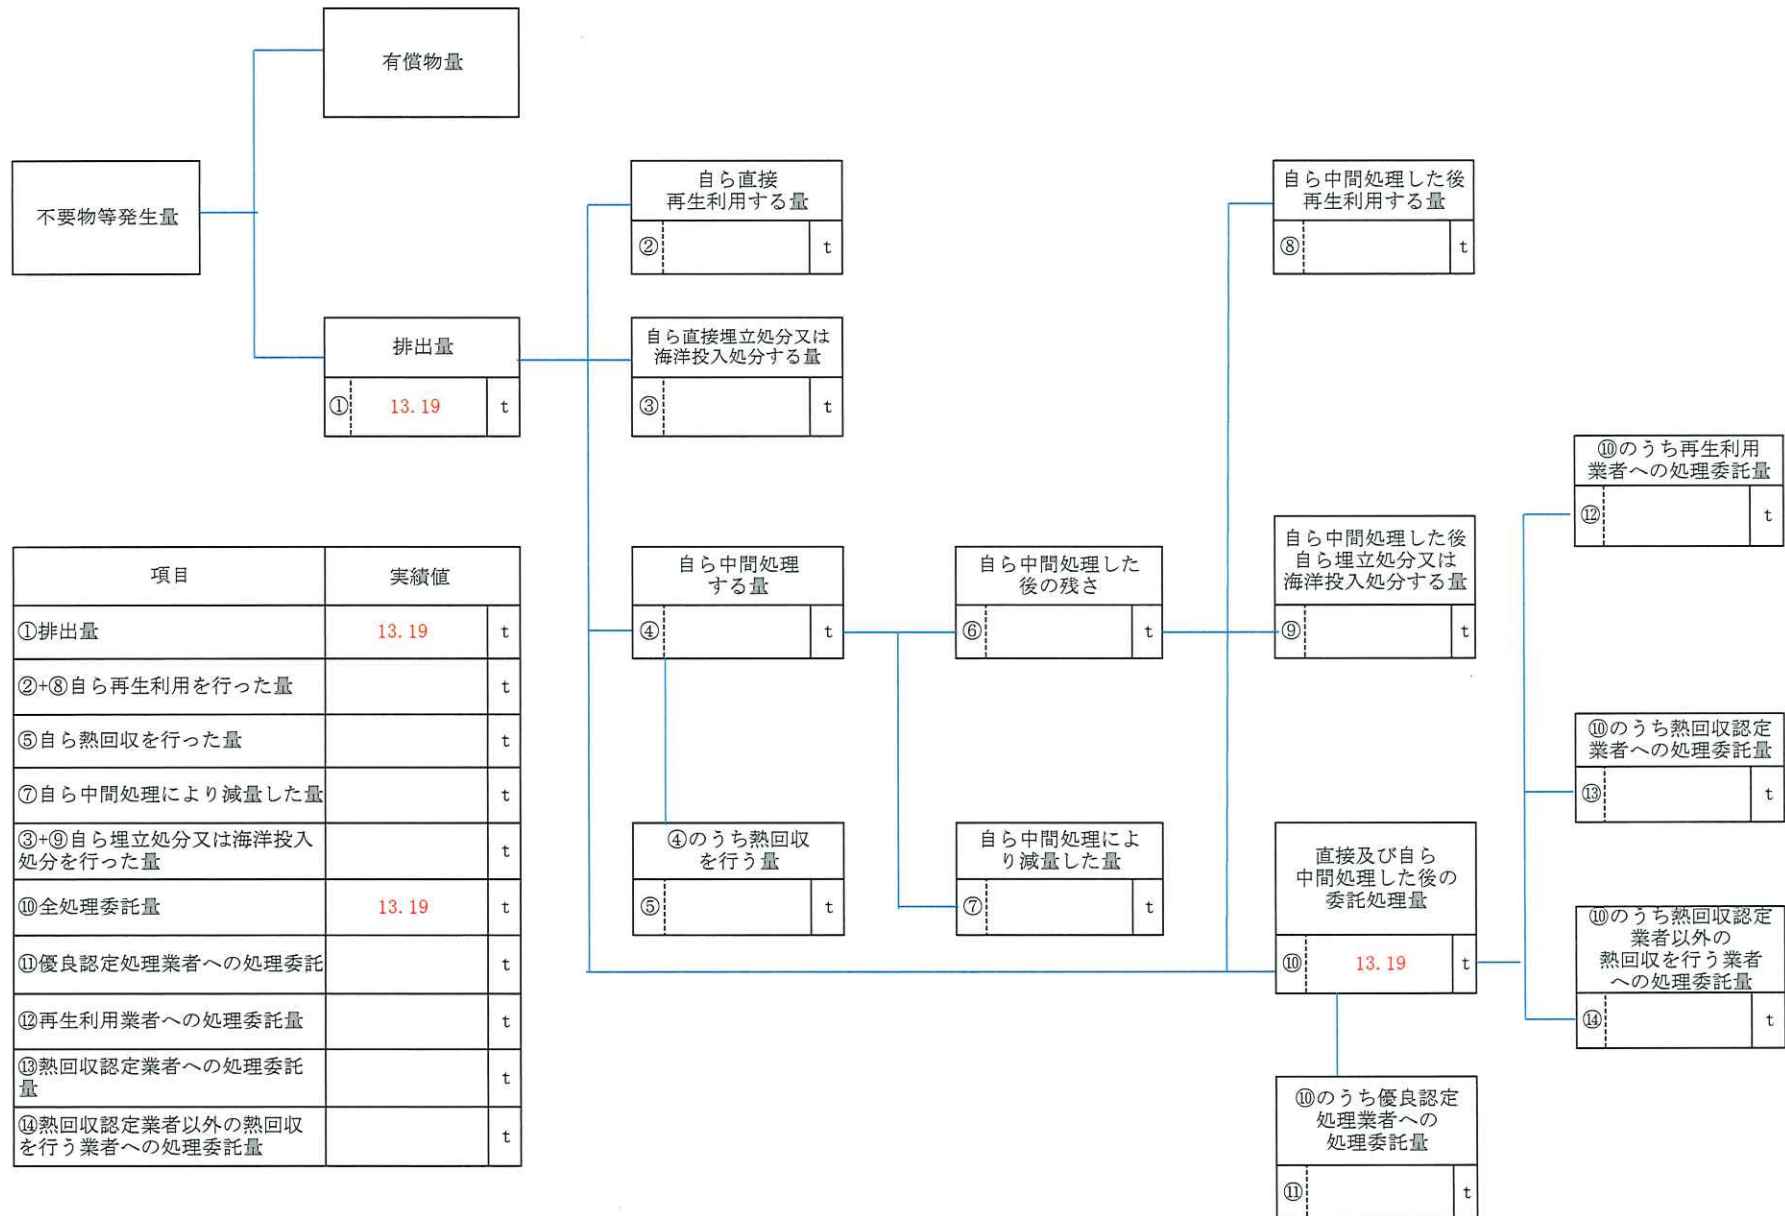 有償物量
不要物等発生量
自ら直接
再生利用する量
② t
自ら中間処理した後
再生利用する量
⑧ t
排出量
① 13.19 t
自ら直接埋立処分又は
海洋投入処分する量
③ t
⑩のうち再生利用
業者への処理委託量
⑫ t
自ら中間処理
する量
④ t
自ら中間処理した
後の残さ
⑥ t
自ら中間処理した後
自ら埋立処分又は
海洋投入処分する量
⑨ t
⑩のうち熱回収認定
業者への処理委託量
⑬ t
④のうち熱回収
を行う量
⑤ t
自ら中間処理によ
り減量した量
⑦ t
直接及び自ら
中間処理した後の
委託処理量
⑩ 13.19 t
⑩のうち熱回収認定
業者以外の
熱回収を行う業者
への処理委託量
⑭ t
⑩のうち優良認定
処理業者への
処理委託量
⑪ t
項目 実績値
①排出量 13.19 t
②+⑧自ら再生利用を行った量 t
⑤自ら熱回収を行った量 t
⑦自ら中間処理により減量した量 t
③+⑨自ら埋立処分又は海洋投入
処分を行った量 t
⑩全処理委託量 13.19 t
⑪優良認定処理業者への処理委託 t
⑫再生利用業者への処理委託量 t
⑬熱回収認定業者への処理委託
量 t
⑭熱回収認定業者以外の熱回収
を行う業者への処理委託量 t